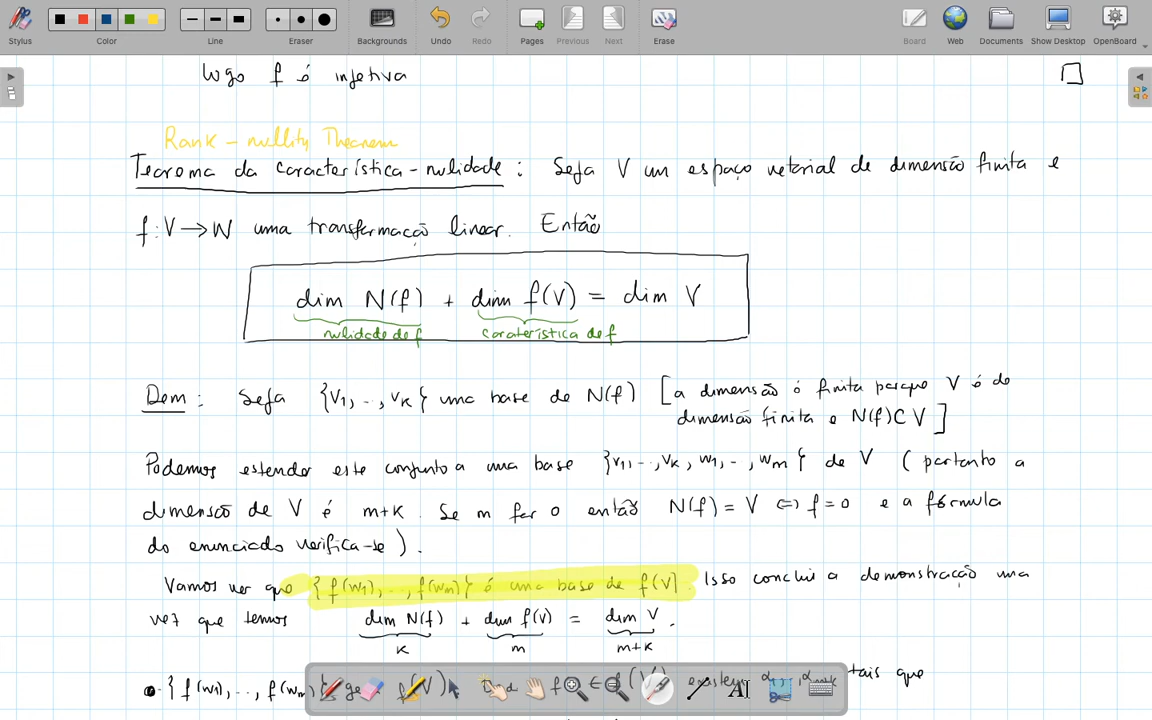 Stylus Color Line Eraser Backgrounds Undo Redo Pages Previous Next Erase Board Web Documents Show Desktop OpenBoard
Logo f é injetiva
Rank-nullity Theorem
Teorema da característica-nulidade : Seja V um espaço vetorial de dimensão finita e
f: V → W uma transformação linear. Então
dim N(f) + dim f(V) = dim V
nulidade de f caraterística de f
Dem : Seja {v1, .., vk} uma base de N(f) [a dimensão é finita porque V é de
dimensão finita e N(f) ⊂ V]
Podemos estender este conjunto a uma base {v1, .., vk, w1, .., wm} de V (portanto a
dimensão de V é m+k. Se m for 0 então N(f) = V ⇔ f=0 e a fórmula
do enunciado verifica-se).
Vamos ver que {f(w1), .., f(wm)} é uma base de f(V). Isso conclui a demonstração uma
vez que temos dim N(f) + dim f(V) = dim V.
k m m+k
• {f(w1), .., f(wm)} f(V) tais que